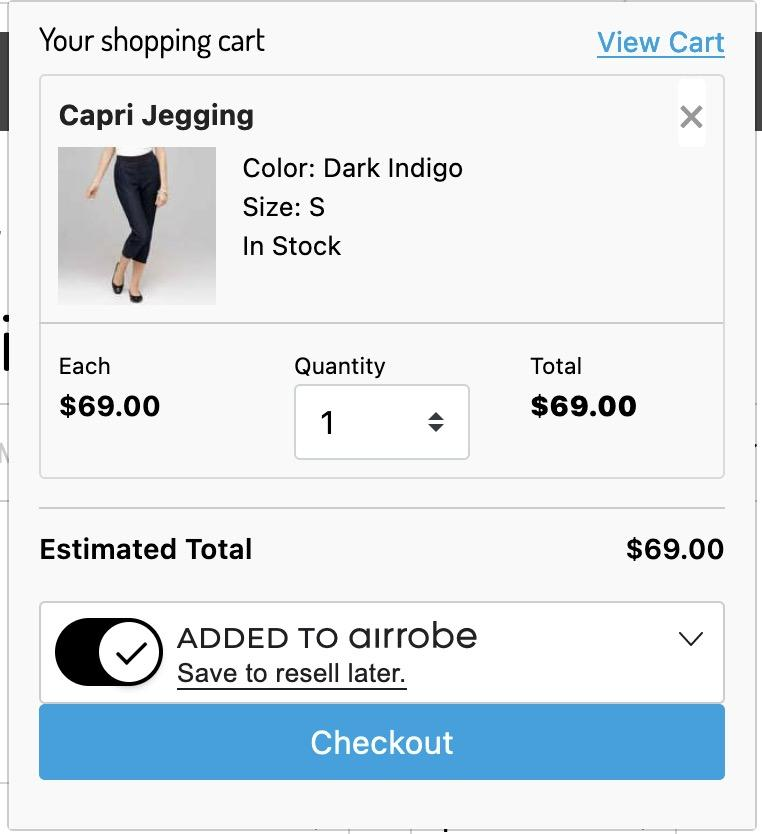 Your shopping cart
View Cart
Capri Jegging
Color: Dark Indigo
Size: S
In Stock
Each
Quantity
Total
$69.00
1
$69.00
Estimated Total
$69.00
ADDED TO airrobe
Save to resell later.
Checkout